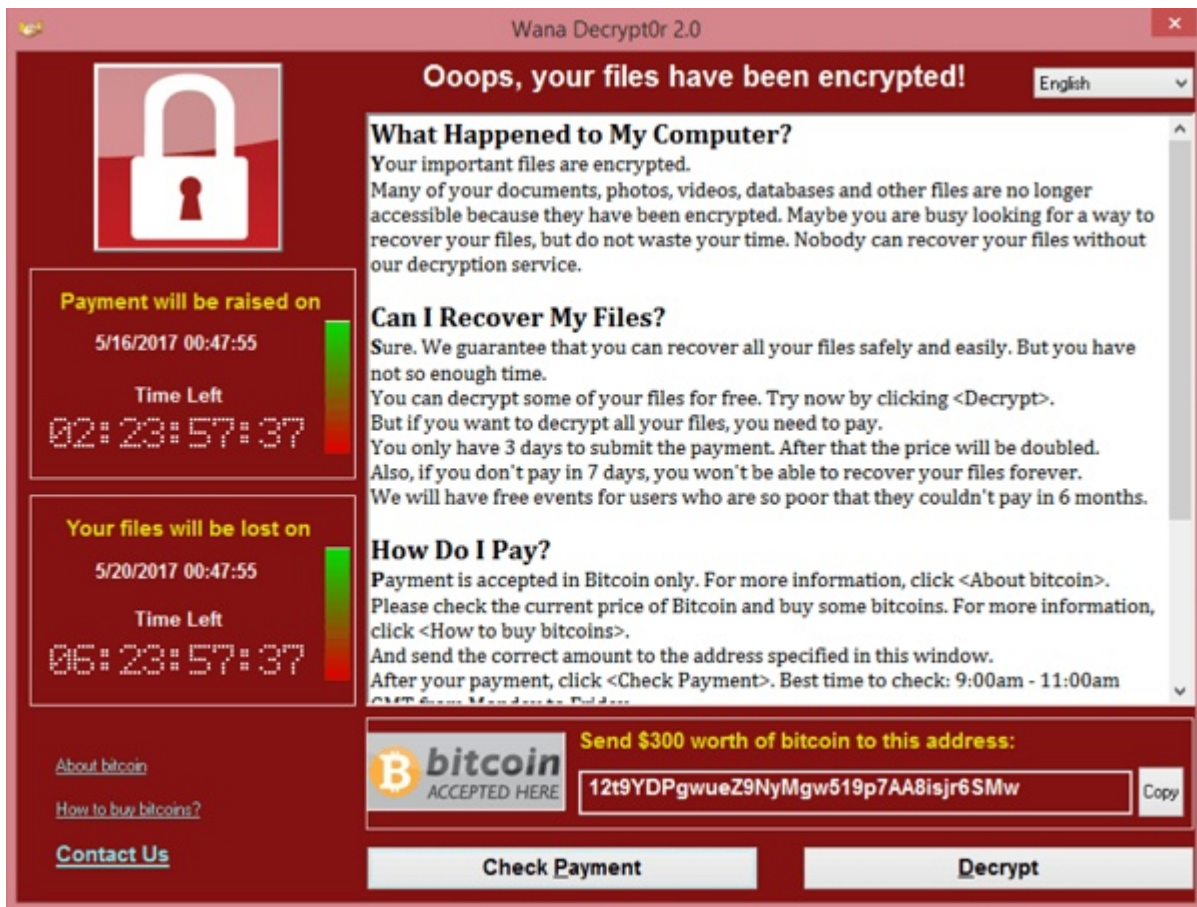 Wana Decrypt0r 2.0
Ooops, your files have been encrypted!
English
Payment will be raised on
5/16/2017 00:47:55
Time Left
02:23:57:37
Your files will be lost on
5/20/2017 00:47:55
Time Left
06:23:57:37
About bitcoin
How to buy bitcoins?
Contact Us
What Happened to My Computer?
Your important files are encrypted.
Many of your documents, photos, videos, databases and other files are no longer
accessible because they have been encrypted. Maybe you are busy looking for a way to
recover your files, but do not waste your time. Nobody can recover your files without
our decryption service.
Can I Recover My Files?
Sure. We guarantee that you can recover all your files safely and easily. But you have
not so enough time.
You can decrypt some of your files for free. Try now by clicking <Decrypt>.
But if you want to decrypt all your files, you need to pay.
You only have 3 days to submit the payment. After that the price will be doubled.
Also, if you don't pay in 7 days, you won't be able to recover your files forever.
We will have free events for users who are so poor that they couldn't pay in 6 months.
How Do I Pay?
Payment is accepted in Bitcoin only. For more information, click <About bitcoin>.
Please check the current price of Bitcoin and buy some bitcoins. For more information,
click <How to buy bitcoins>.
And send the correct amount to the address specified in this window.
After your payment, click <Check Payment>. Best time to check: 9:00am - 11:00am
GMT from Monday to Friday.
bitcoin
ACCEPTED HERE
Send $300 worth of bitcoin to this address:
12t9YDPgwueZ9NyMgw519p7AA8isjr6SMw
Copy
Check Payment
Decrypt